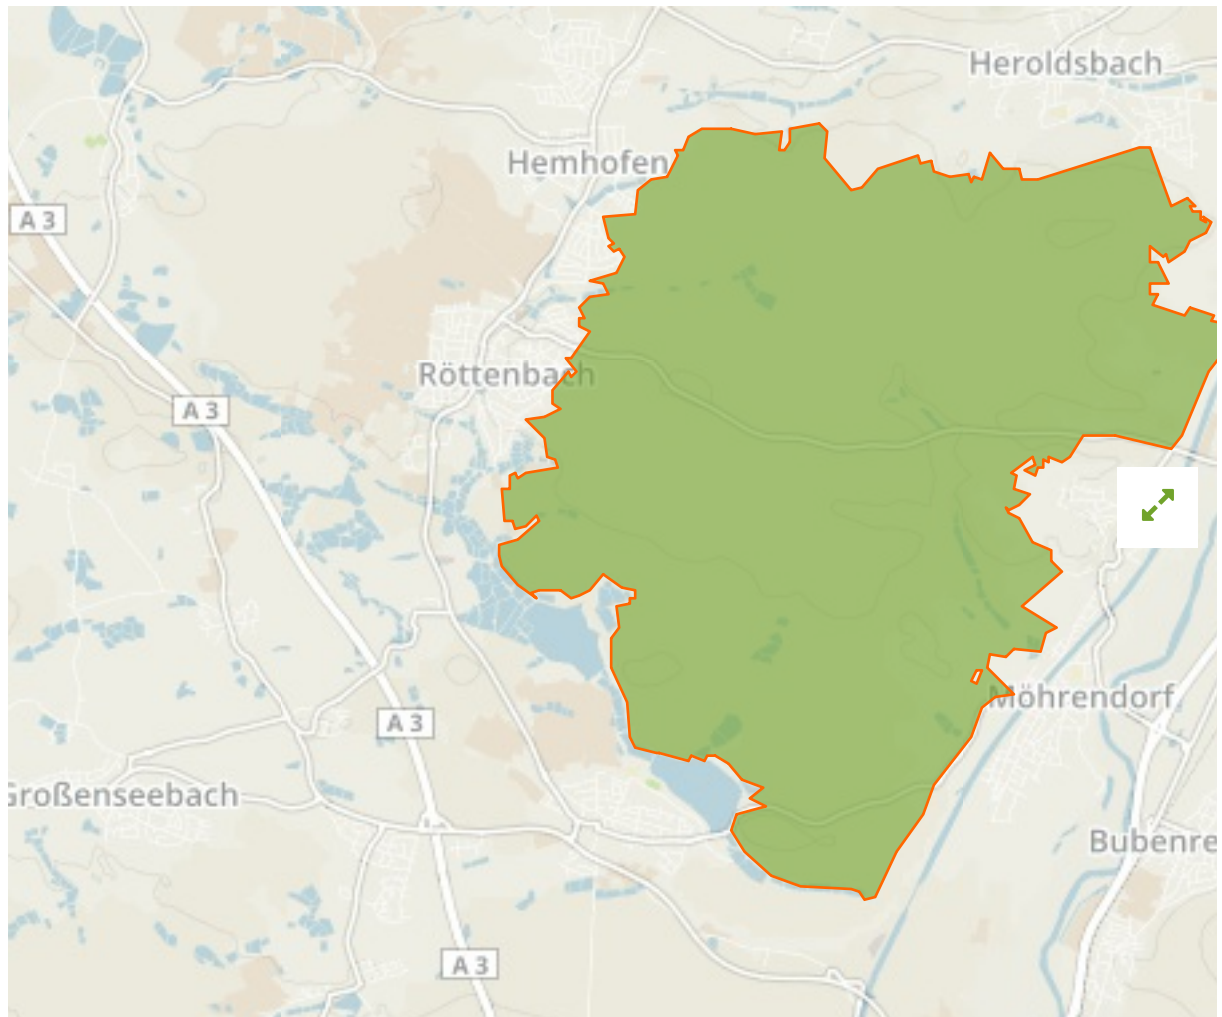 Heroldsbach
Hemhofen
A 3
Röttenbach
A 3
Möhrendorf
A 3
Großenseebach
Bubenre
A 3